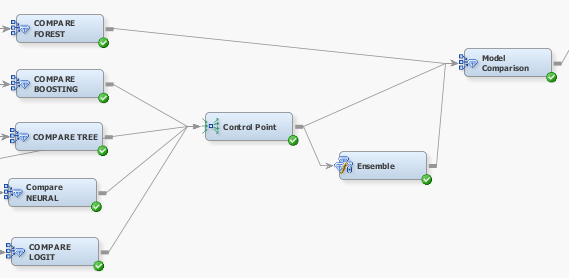 COMPARE
FOREST
COMPARE
BOOSTING
COMPARE TREE
Compare
NEURAL
COMPARE
LOGIT
Control Point
Ensemble
Model
Comparison